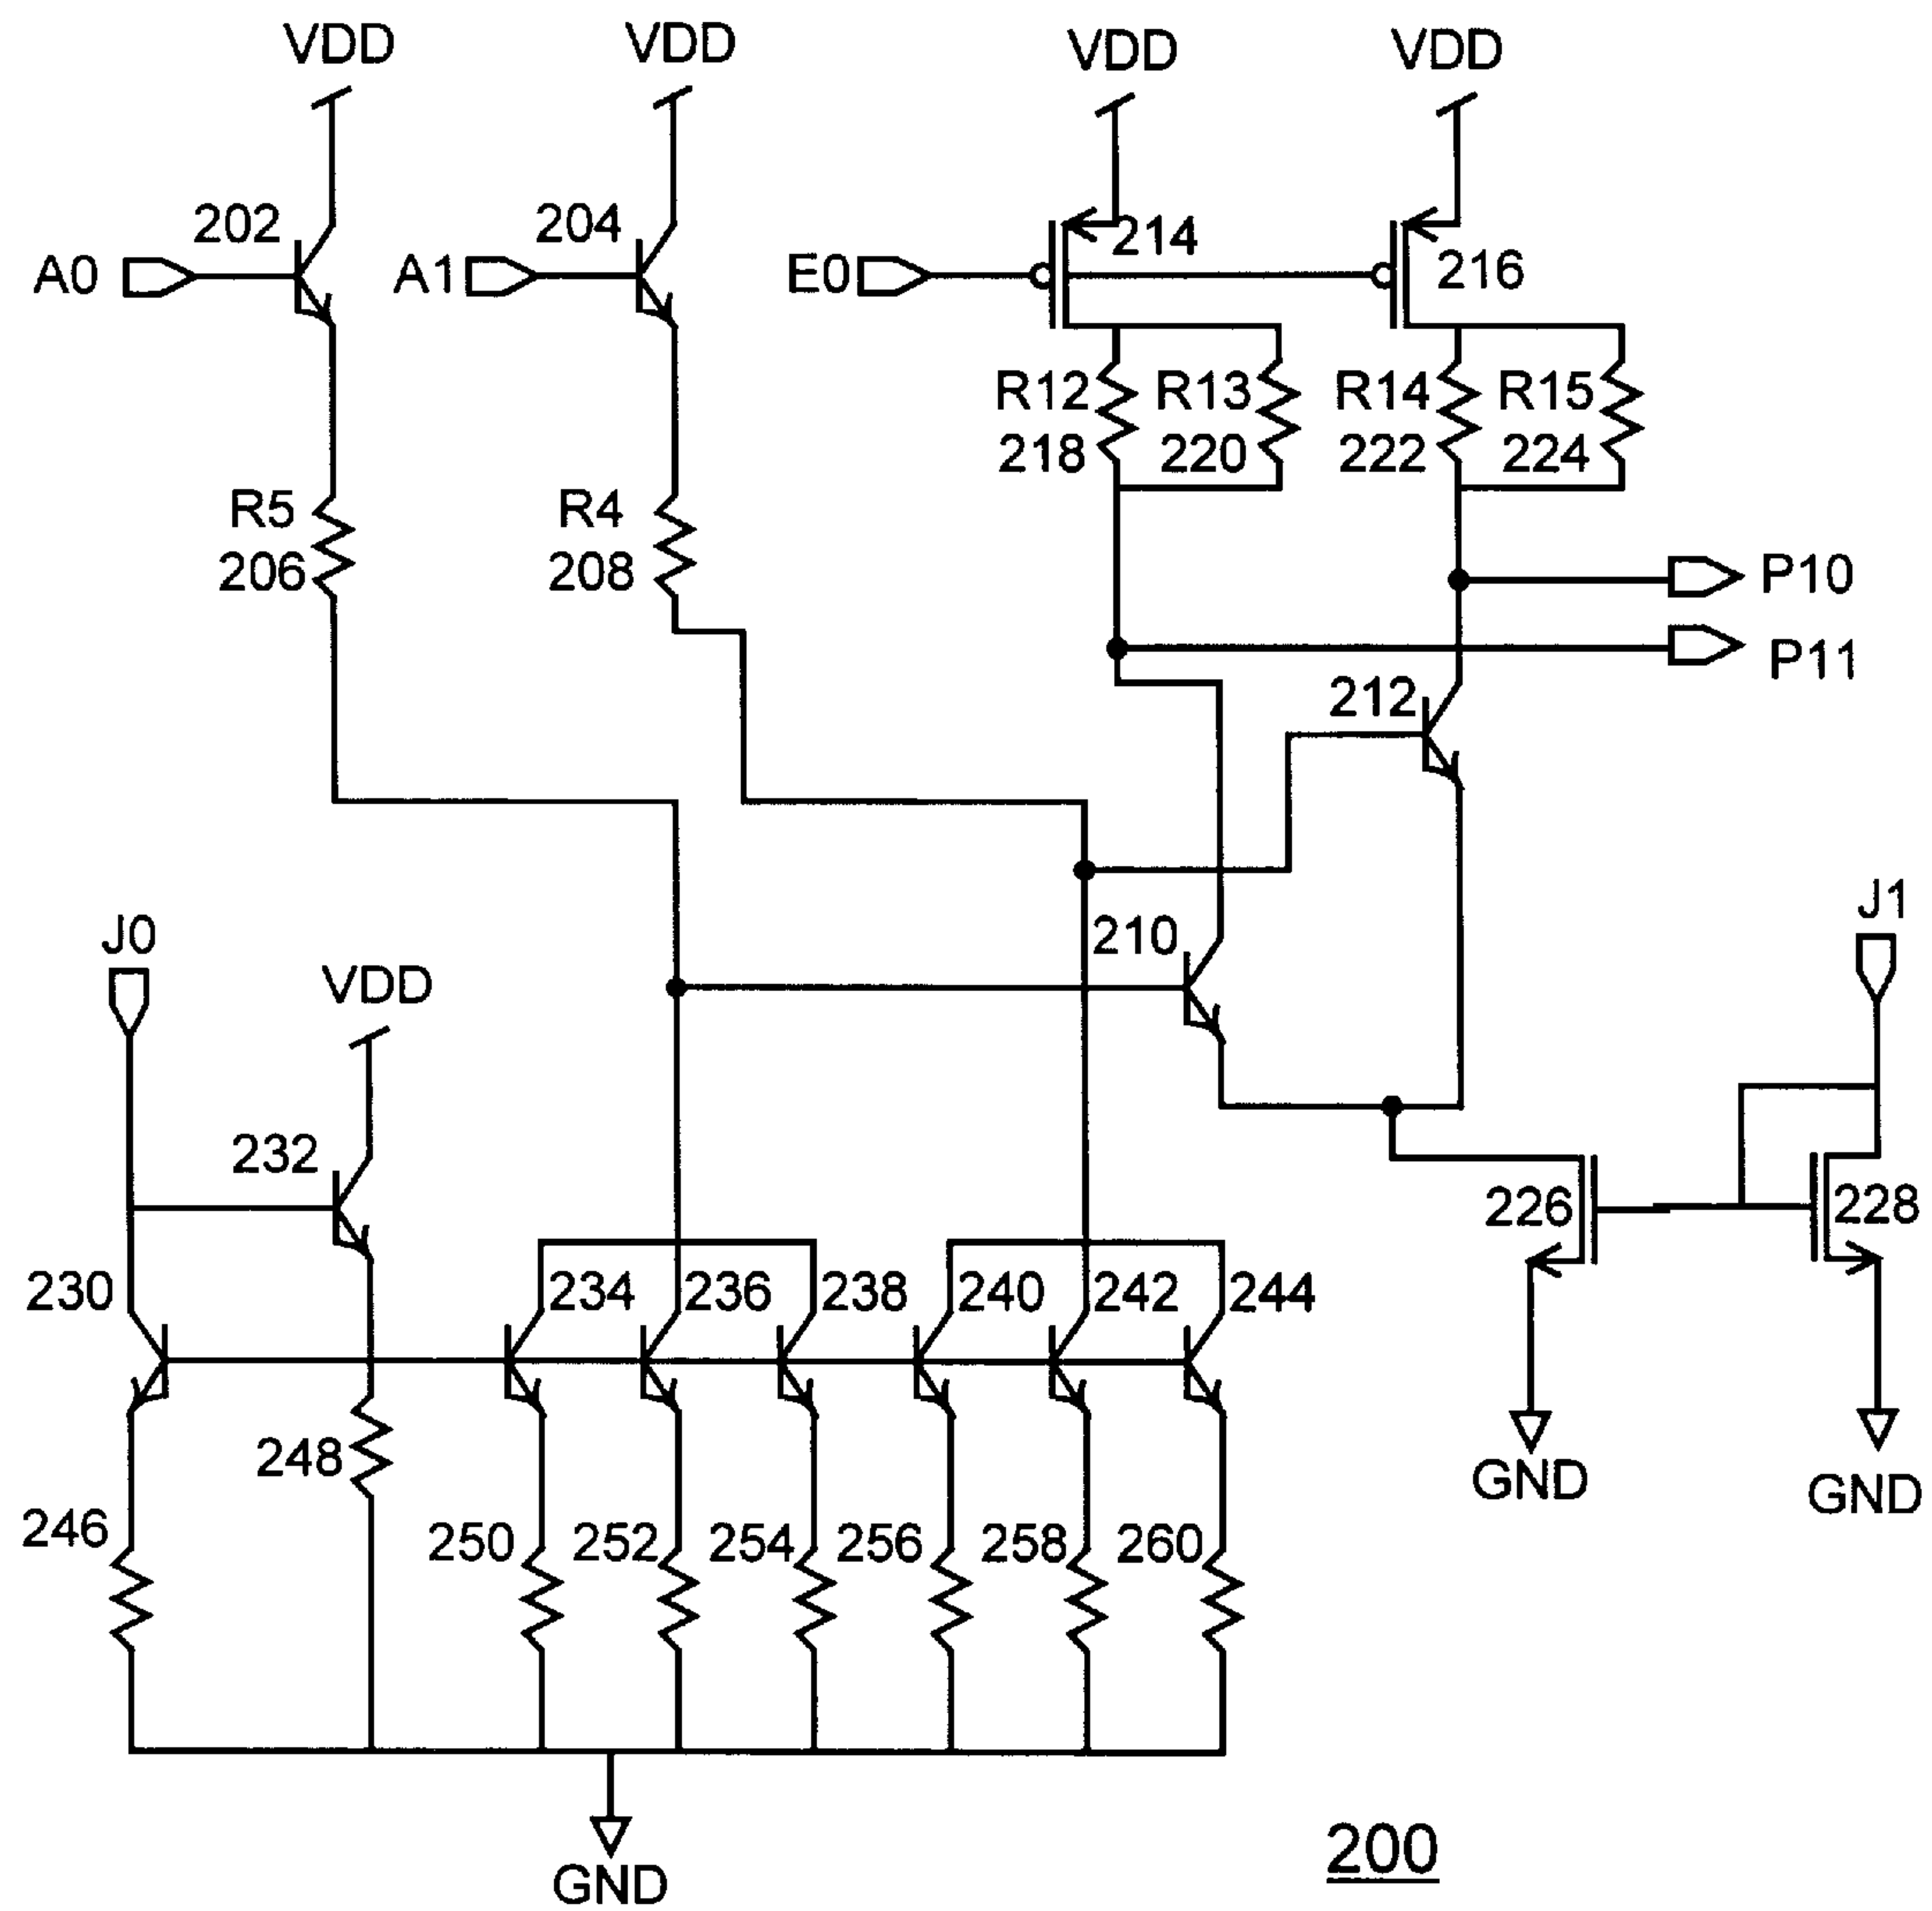 VDD VDD VDD VDD
202 204 214
A0 A1 E0 216
R12 R13 R14 R15
218 220 222 224
R5 R4
206 208
P10
P11
212
J1
J0 210
VDD
232
226 228
230 234 236 238 240 242 244
248
GND GND
246 250 252 254 256 258 260
GND
200